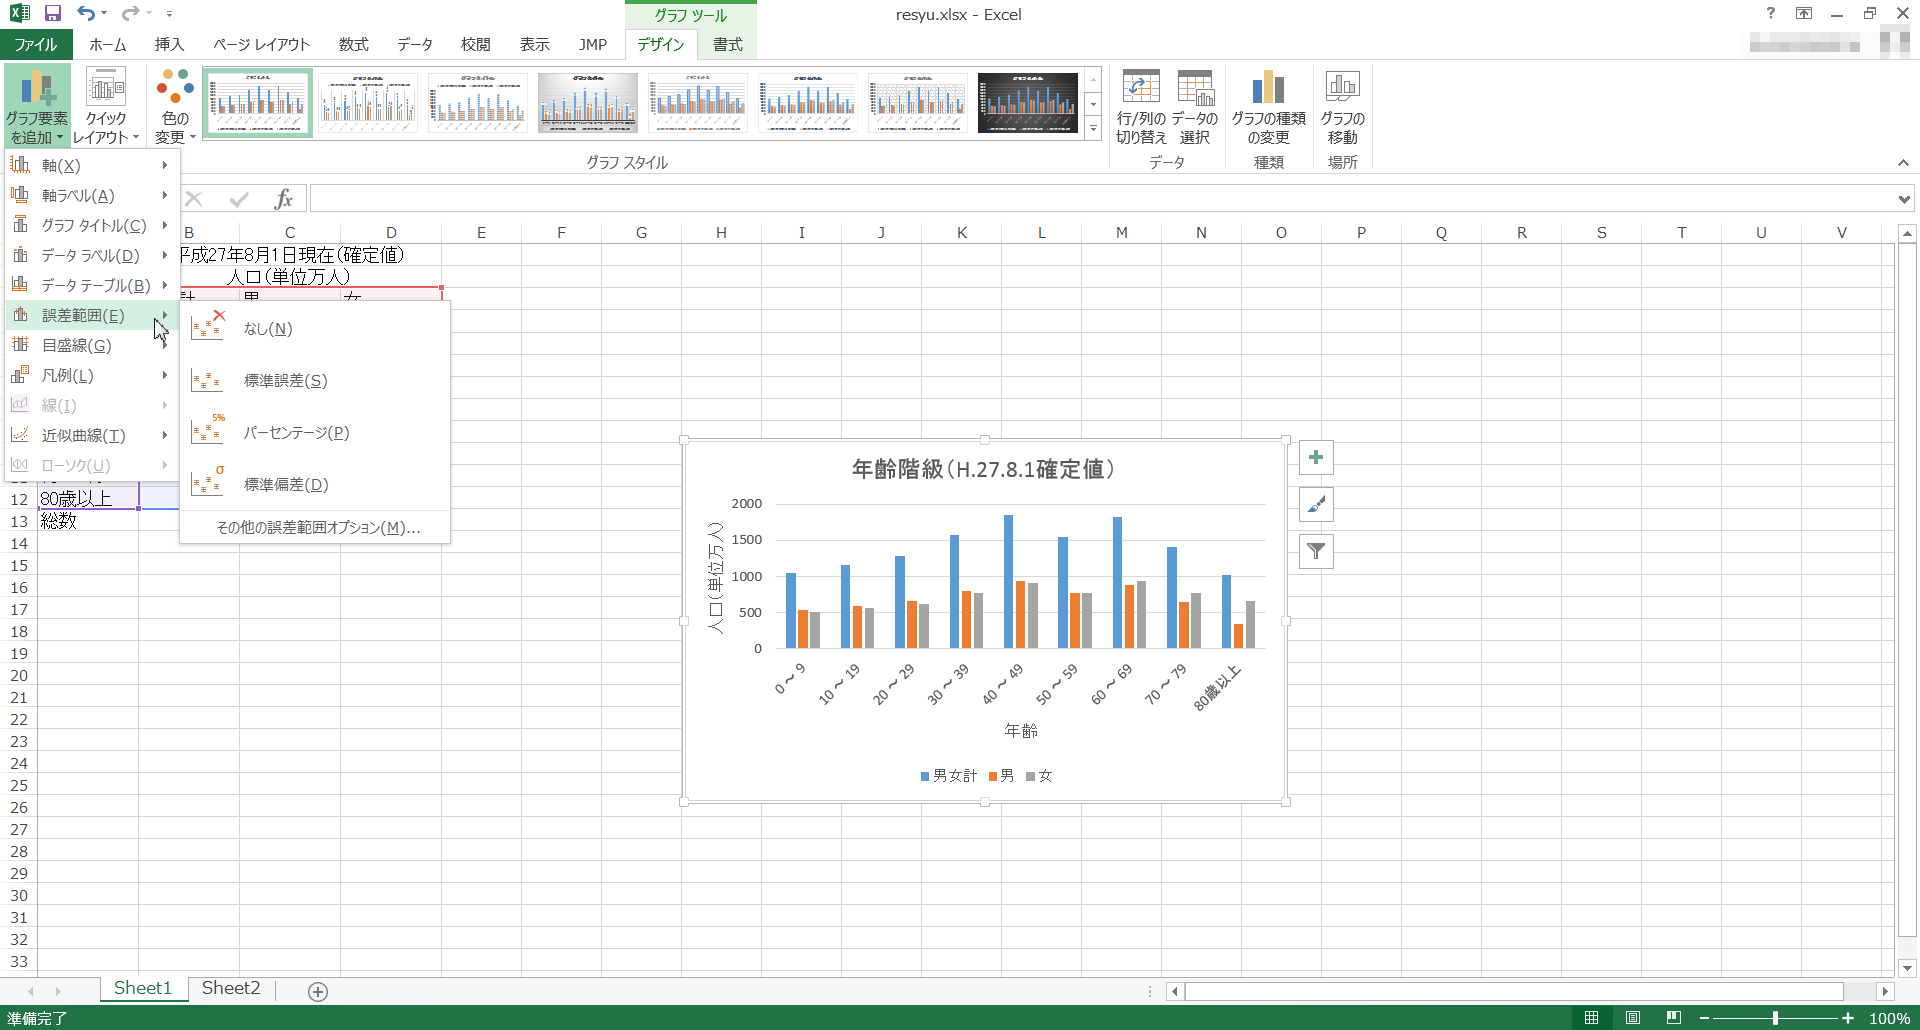 グラフ ツール
resyu.xlsx - Excel
ファイル ホーム 挿入 ページ レイアウト 数式 データ 校閲 表示 JMP デザイン 書式
グラフ要素
を追加
クイック
レイアウト
色の
変更
行/列の
切り替え
データの
選択
グラフの種類
の変更
グラフの
移動
グラフ スタイル
データ
種類
場所
fx
軸(X)
軸ラベル(A)
グラフ タイトル(C)
データ ラベル(D)
データ テーブル(B)
誤差範囲(E)
目盛線(G)
凡例(L)
線(I)
近似曲線(T)
ローソク(U)
なし(N)
標準誤差(S)
5%
パーセンテージ(P)
σ
標準偏差(D)
その他の誤差範囲オプション(M)...
B C D E F G H I J K L M N O P Q R S T U V
平成27年8月1日現在(確定値)
人口(単位万人)
計 男 女
12 80歳以上
13 総数
14
15
16
17
18
19
20
21
22
23
24
25
26
27
28
29
30
31
32
33
年齢階級(H.27.8.1確定値)
人口(単位万人)
2000
1500
1000
500
0
0～9 10～19 20～29 30～39 40～49 50～59 60～69 70～79 80歳以上
年齢
男女計 男 女
Sheet1 Sheet2
準備完了
100%